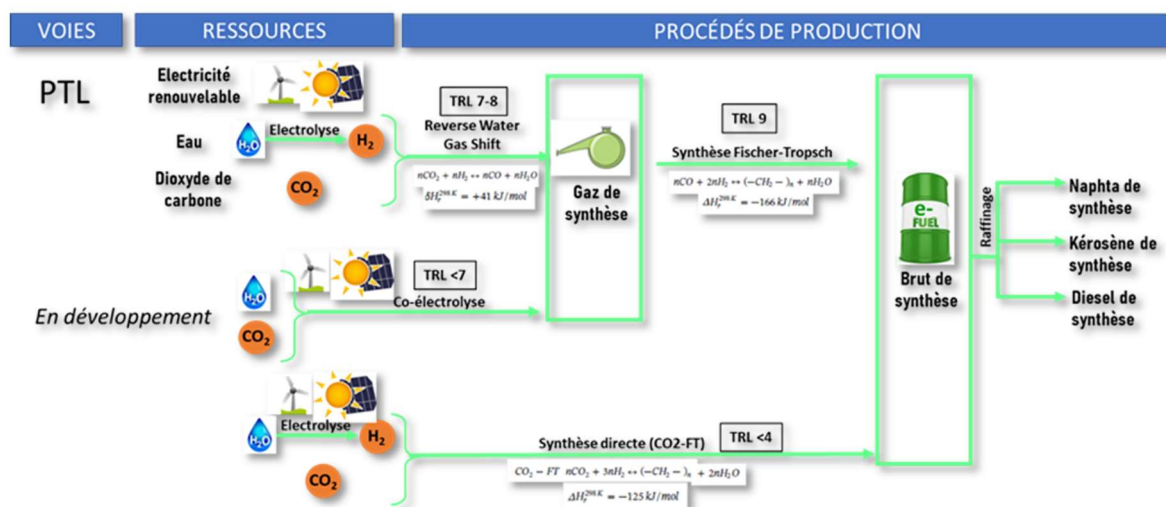 VOIES
RESSOURCES
PROCÉDÉS DE PRODUCTION
PTL
Electricité
renouvelable
Eau
H₂O
Electrolyse
H₂
Dioxyde de
carbone
CO₂
TRL 7-8
Reverse Water
Gas Shift
nCO₂ + nH₂ ↔ nCO + nH₂O
δHᵣ²⁹⁸·ᴷ = +41 kJ/mol
Gaz de
synthèse
TRL 9
Synthèse Fischer-Tropsch
nCO + 2nH₂ ↔ (−CH₂−)ₙ + nH₂O
ΔHᵣ²⁹⁸·ᴷ = −166 kJ/mol
e-
FUEL
Brut de
synthèse
Raffinage
Naphta de
synthèse
Kérosène de
synthèse
Diesel de
synthèse
En développement
H₂O
CO₂
TRL <7
Co-électrolyse
H₂O
Electrolyse
H₂
CO₂
Synthèse directe (CO2-FT)
TRL <4
CO₂ − FT nCO₂ + 3nH₂ ↔ (−CH₂−)ₙ + 2nH₂O
ΔHᵣ²⁹⁸·ᴷ = −125 kJ/mol